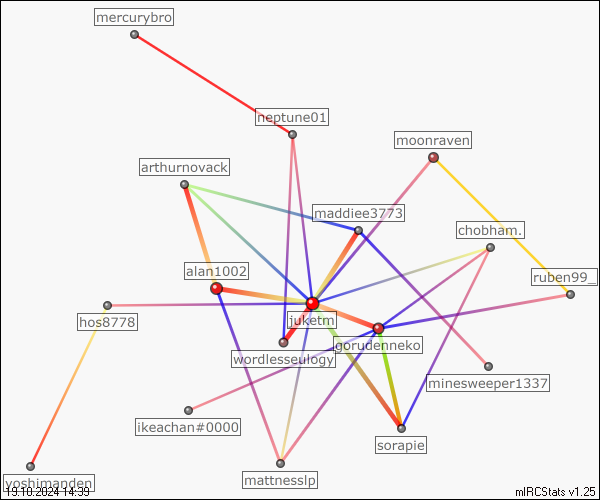 mercurybro
neptune01
moonraven
arthurnovack
maddiee3773
chobham.
alan1002
ruben99_
juketm
hos8778
gorudenneko
wordlesseulogy
minesweeper1337
ikeachan#0000
sorapie
mattnesslp
yoshimanden
19.10.2024 14:39
mIRCStats v1.25